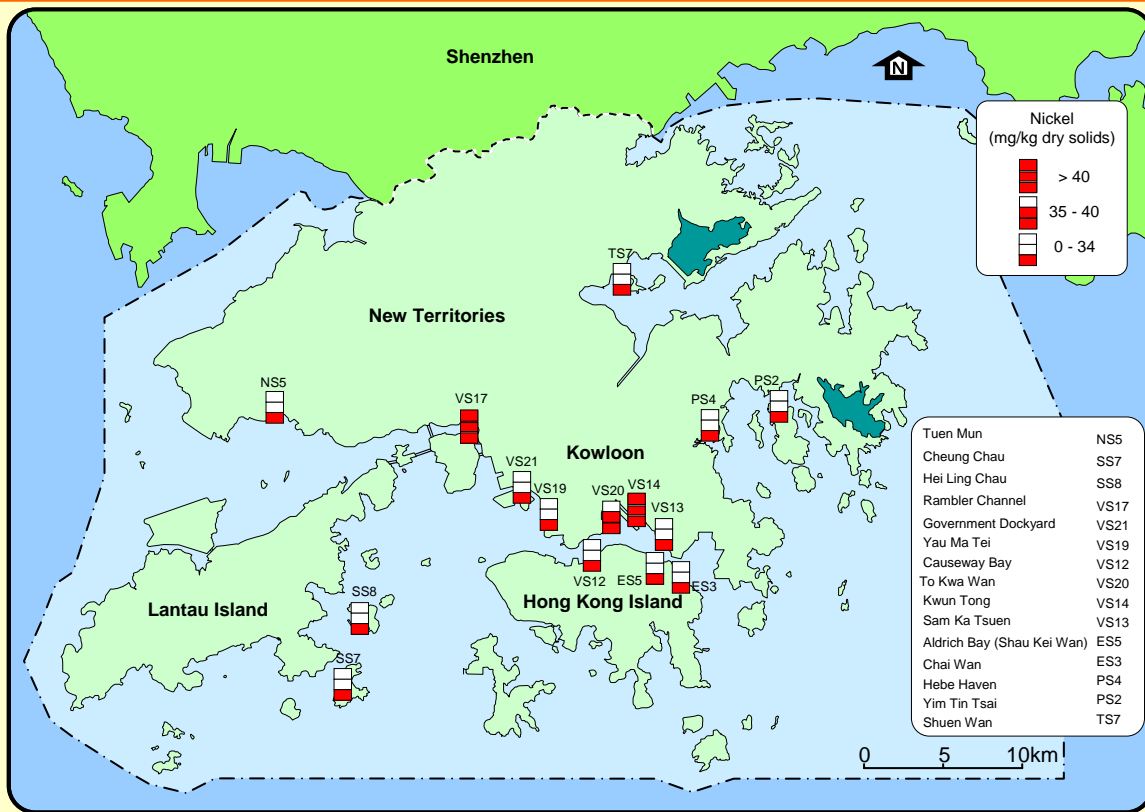 Shenzhen
N
Nickel
(mg/kg dry solids)
> 40
35 - 40
0 - 34
TS7
New Territories
NS5
VS17
PS4
PS2
Kowloon
VS21
VS19
VS20
VS14
VS13
VS12
ES5
ES3
Hong Kong Island
Lantau Island
SS8
SS7
Tuen Mun NS5
Cheung Chau SS7
Hei Ling Chau SS8
Rambler Channel VS17
Government Dockyard VS21
Yau Ma Tei VS19
Causeway Bay VS12
To Kwa Wan VS20
Kwun Tong VS14
Sam Ka Tsuen VS13
Aldrich Bay (Shau Kei Wan) ES5
Chai Wan ES3
Hebe Haven PS4
Yim Tin Tsai PS2
Shuen Wan TS7
0 5 10km